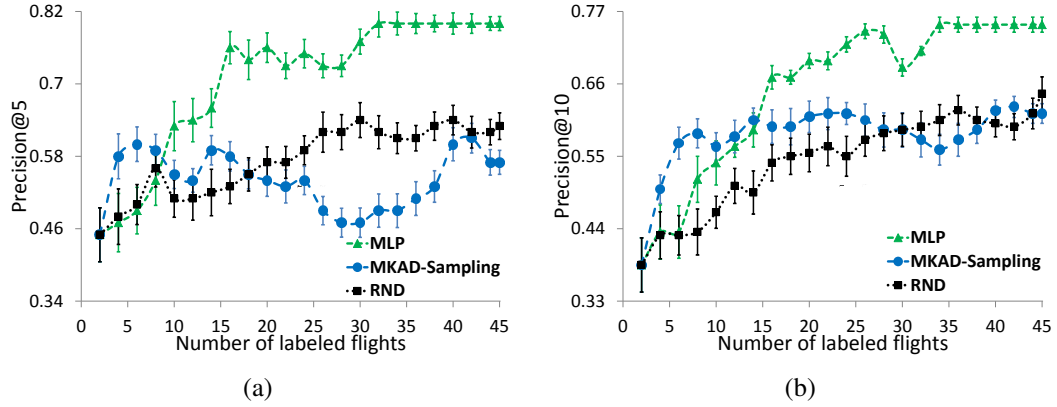 0.82
0.7
0.58
0.46
0.34
Precision@5
0 5 10 15 20 25 30 35 40 45
Number of labeled flights
MLP
MKAD-Sampling
RND
(a)
0.77
0.66
0.55
0.44
0.33
Precision@10
0 5 10 15 20 25 30 35 40 45
Number of labeled flights
MLP
MKAD-Sampling
RND
(b)